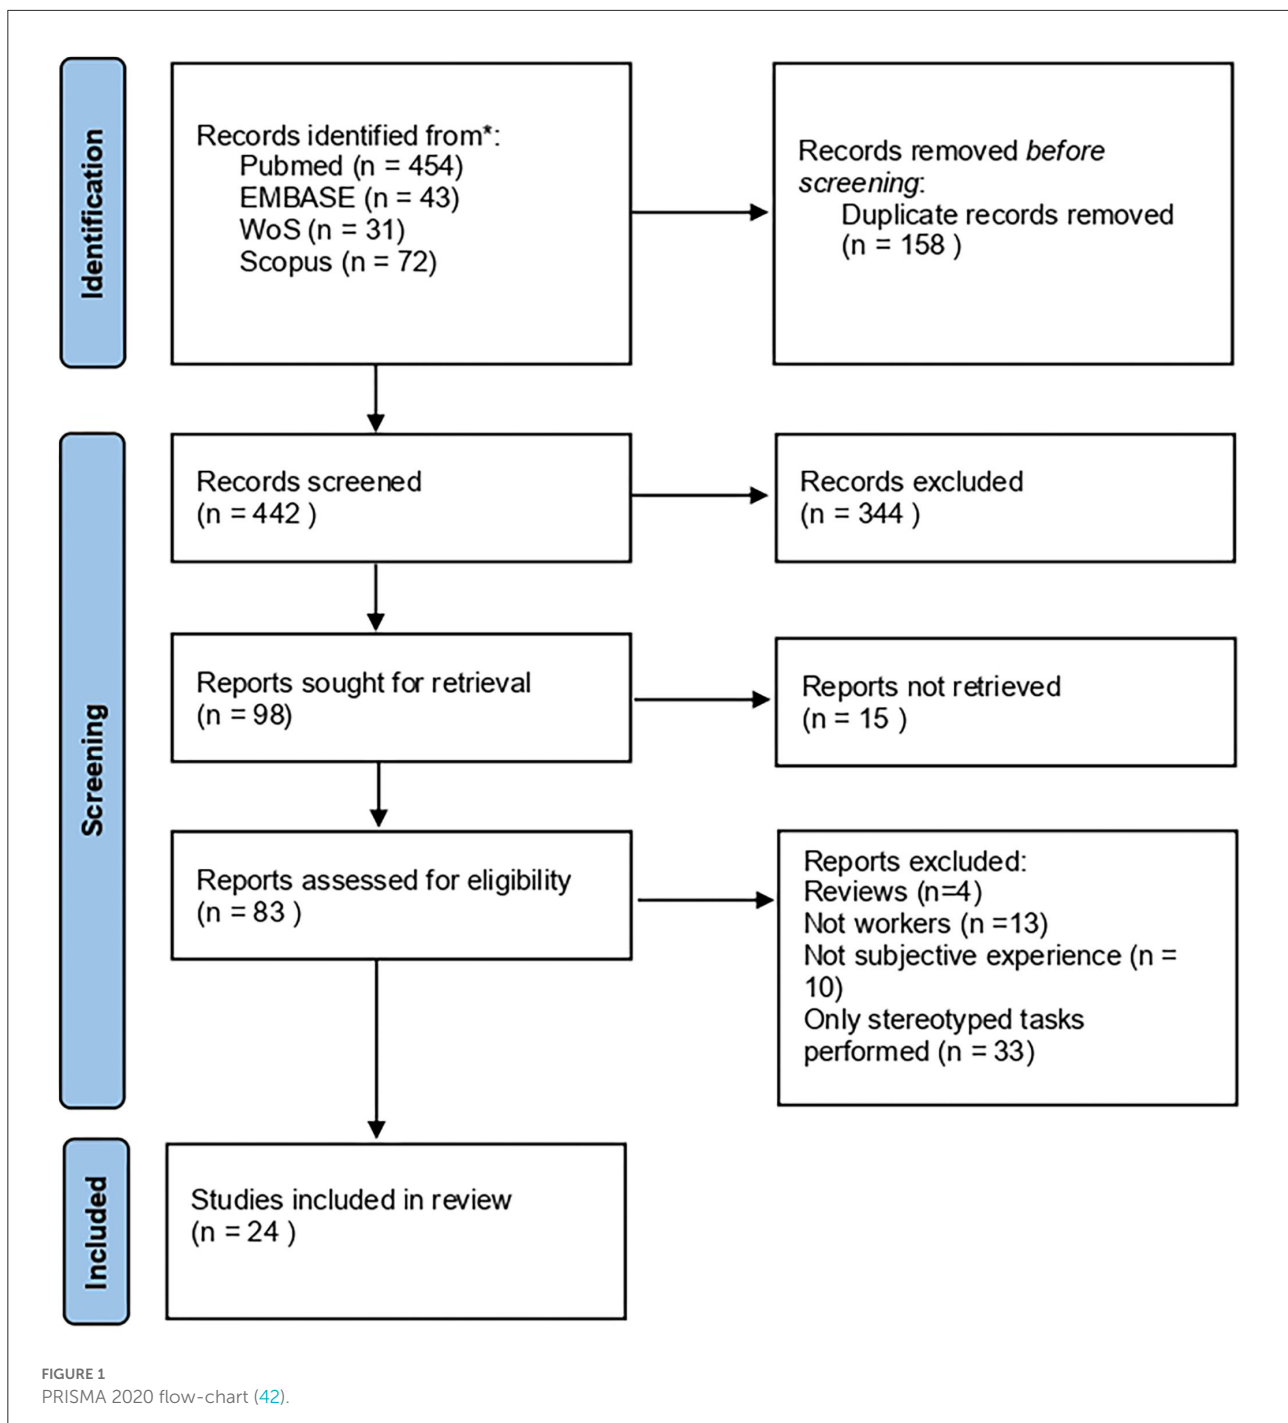 Identification
Records identified from*:
Pubmed (n = 454)
EMBASE (n = 43)
WoS (n = 31)
Scopus (n = 72)
Records removed before
screening:
Duplicate records removed
(n = 158 )
Screening
Records screened
(n = 442 )
Records excluded
(n = 344 )
Reports sought for retrieval
(n = 98)
Reports not retrieved
(n = 15 )
Reports assessed for eligibility
(n = 83 )
Reports excluded:
Reviews (n=4)
Not workers (n =13)
Not subjective experience (n =
10)
Only stereotyped tasks
performed (n = 33)
Included
Studies included in review
(n = 24 )
FIGURE 1
PRISMA 2020 flow-chart (42).